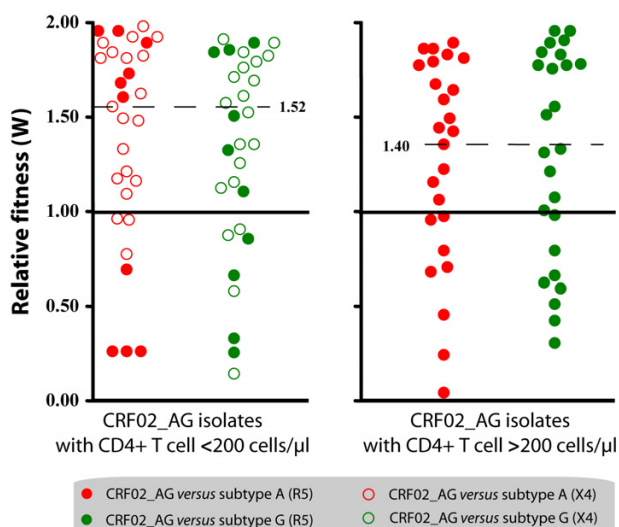 2.00
1.50
1.00
0.50
0.00
Relative fitness (W)
1.52
1.40
CRF02_AG isolates
with CD4+ T cell <200 cells/µl
CRF02_AG isolates
with CD4+ T cell >200 cells/µl
CRF02_AG versus subtype A (R5)
CRF02_AG versus subtype A (X4)
CRF02_AG versus subtype G (R5)
CRF02_AG versus subtype G (X4)